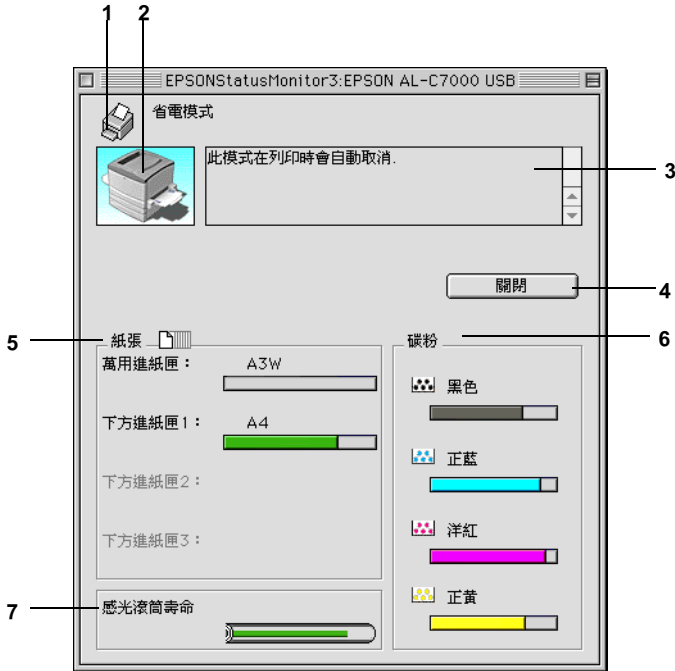 1 2
EPSONStatusMonitor3:EPSON AL-C7000 USB
省電模式
此模式在列印時會自動取消.
3
關閉
4
5
紙張
萬用進紙匣： A3W
下方進紙匣1： A4
下方進紙匣2：
下方進紙匣3：
碳粉
6
黑色
正藍
洋紅
正黃
7
感光滾筒壽命